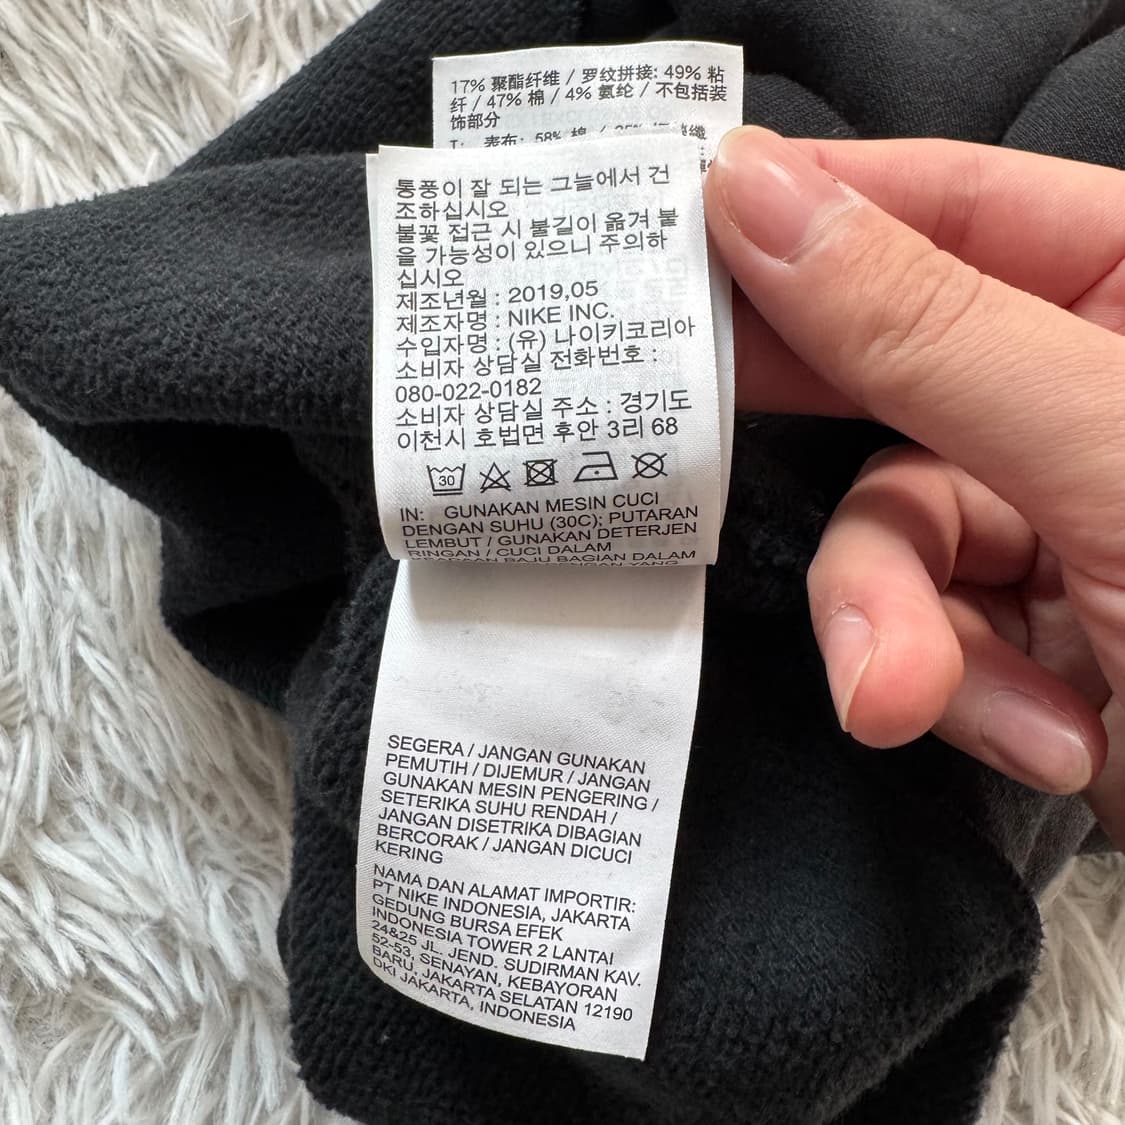 17% 聚酯纤维 / 罗纹拼接: 49% 粘
纤 / 47% 棉 / 4% 氨纶 / 不包括装
饰部分
表布: 58% 棉 /
통풍이 잘 되는 그늘에서 건
조하십시오
불꽃 접근 시 불길이 옮겨 붙
을 가능성이 있으니 주의하
십시오
제조년월 : 2019,05
제조자명 : NIKE INC.
수입자명 : (유) 나이키코리아
소비자 상담실 전화번호 :
080-022-0182
소비자 상담실 주소 : 경기도
이천시 호법면 후안 3리 68
30
IN: GUNAKAN MESIN CUCI
DENGAN SUHU (30C); PUTARAN
LEMBUT / GUNAKAN DETERJEN
RINGAN / CUCI DALAM
KEADAAN BAJU BAGIAN DALAM
SEGERA / JANGAN GUNAKAN
PEMUTIH / DIJEMUR / JANGAN
GUNAKAN MESIN PENGERING /
SETERIKA SUHU RENDAH /
JANGAN DISETRIKA DIBAGIAN
BERCORAK / JANGAN DICUCI
KERING
NAMA DAN ALAMAT IMPORTIR:
PT NIKE INDONESIA, JAKARTA
GEDUNG BURSA EFEK
INDONESIA TOWER 2 LANTAI
24&25 JL. JEND. SUDIRMAN KAV.
52-53, SENAYAN, KEBAYORAN
BARU, JAKARTA SELATAN 12190
DKI JAKARTA, INDONESIA